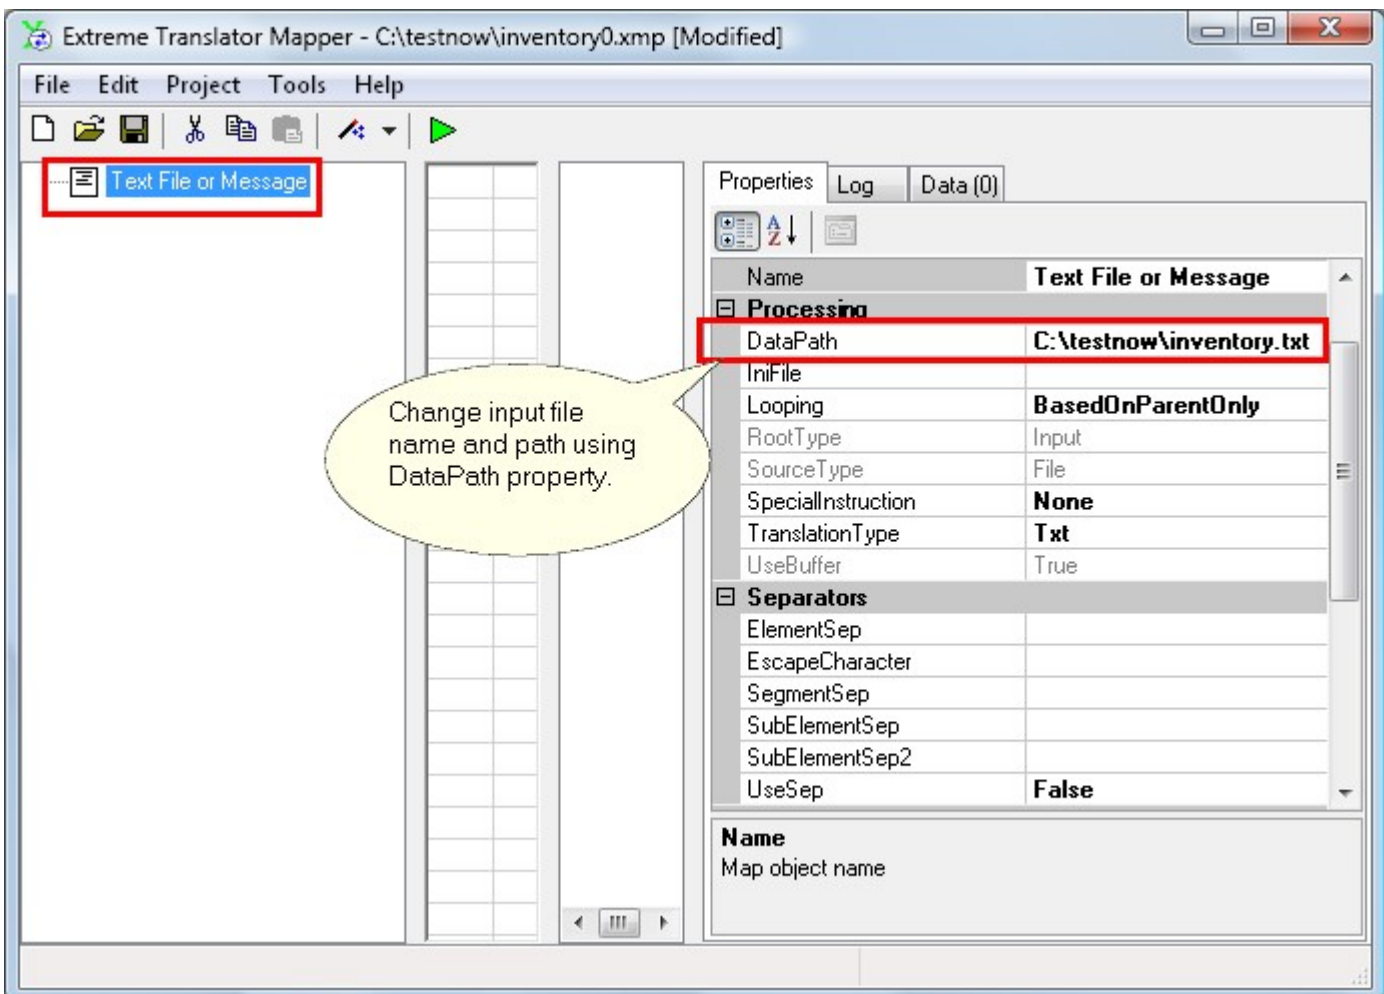 Extreme Translator Mapper - C:\testnow\inventory0.xmp [Modified]
File Edit Project Tools Help
Text File or Message
Properties Log Data (0)
Name Text File or Message
Processing
DataPath C:\testnow\inventory.txt
IniFile
Looping BasedOnParentOnly
RootType Input
SourceType File
SpecialInstruction None
TranslationType Txt
UseBuffer True
Separators
ElementSep
EscapeCharacter
SegmentSep
SubElementSep
SubElementSep2
UseSep False
Change input file
name and path using
DataPath property.
Name
Map object name